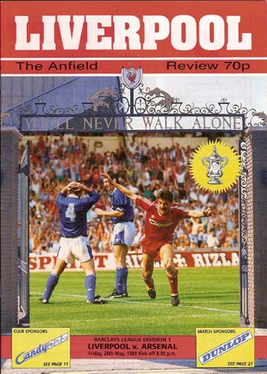 LIVERPOOL
The Anfield Review 70p
YOU'LL NEVER WALK ALONE
4
BARCLAYS LEAGUE DIVISION 1
LIVERPOOL v. ARSENAL
Friday, 26th May, 1989 Kick off 8.05 p.m.
CLUB SPONSORS
Candy
SEE PAGE 11
MATCH SPONSORS
DUNLOP
SEE PAGE 21